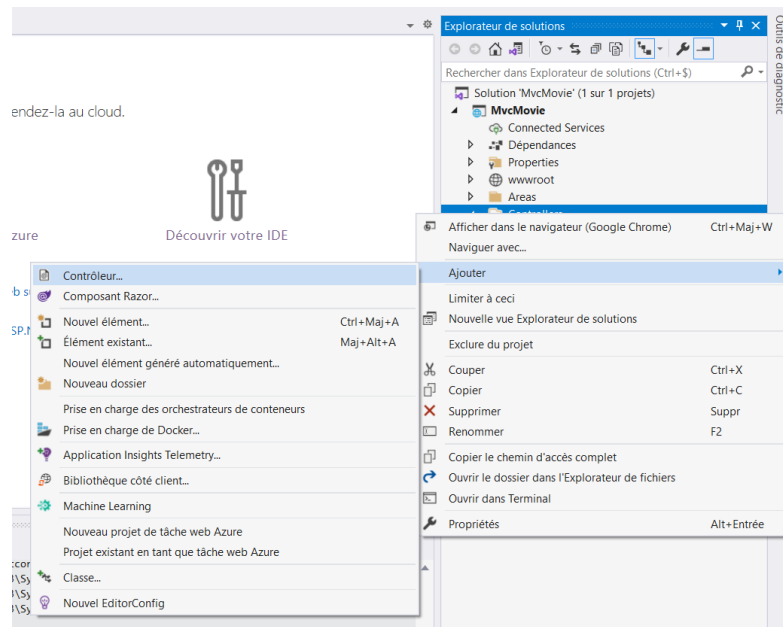 Explorateur de solutions
Outils de diagnostic
Rechercher dans Explorateur de solutions (Ctrl+$)
Solution 'MvcMovie' (1 sur 1 projets)
MvcMovie
Connected Services
Dépendances
Properties
wwwroot
Areas
Controllers
endez-la au cloud.
zure
Découvrir votre IDE
Afficher dans le navigateur (Google Chrome) Ctrl+Maj+W
Naviguer avec...
Ajouter
Limiter à ceci
Nouvelle vue Explorateur de solutions
Exclure du projet
Couper Ctrl+X
Copier Ctrl+C
Supprimer Suppr
Renommer F2
Copier le chemin d'accès complet
Ouvrir le dossier dans l'Explorateur de fichiers
Ouvrir dans Terminal
Propriétés Alt+Entrée
Contrôleur...
Composant Razor...
Nouvel élément... Ctrl+Maj+A
Élément existant... Maj+Alt+A
Nouvel élément généré automatiquement...
Nouveau dossier
Prise en charge des orchestrateurs de conteneurs
Prise en charge de Docker...
Application Insights Telemetry...
Bibliothèque côté client...
Machine Learning
Nouveau projet de tâche web Azure
Projet existant en tant que tâche web Azure
Classe...
Nouvel EditorConfig